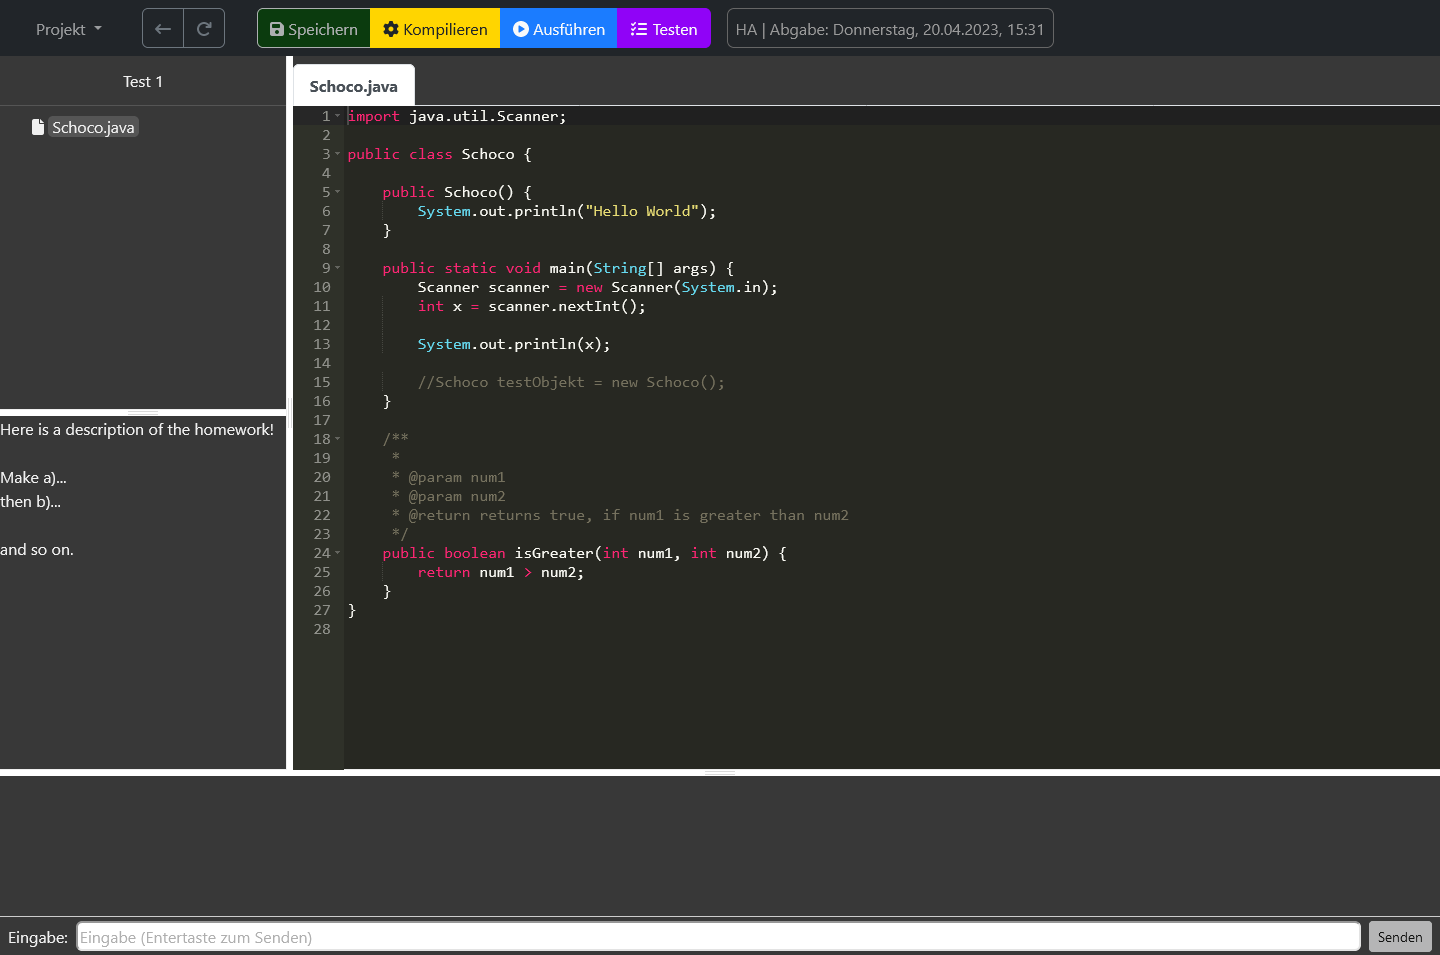 Projekt
Speichern Kompilieren Ausführen Testen
HA | Abgabe: Donnerstag, 20.04.2023, 15:31
Test 1
Schoco.java
Here is a description of the homework!
Make a)...
then b)...
and so on.
Schoco.java
1 import java.util.Scanner;
2
3 public class Schoco {
4
5     public Schoco() {
6         System.out.println("Hello World");
7     }
8
9     public static void main(String[] args) {
10         Scanner scanner = new Scanner(System.in);
11         int x = scanner.nextInt();
12
13         System.out.println(x);
14
15         //Schoco testObjekt = new Schoco();
16     }
17
18     /**
19      *
20      * @param num1
21      * @param num2
22      * @return returns true, if num1 is greater than num2
23      */
24     public boolean isGreater(int num1, int num2) {
25         return num1 > num2;
26     }
27 }
28
Eingabe: Eingabe (Entertaste zum Senden) Senden